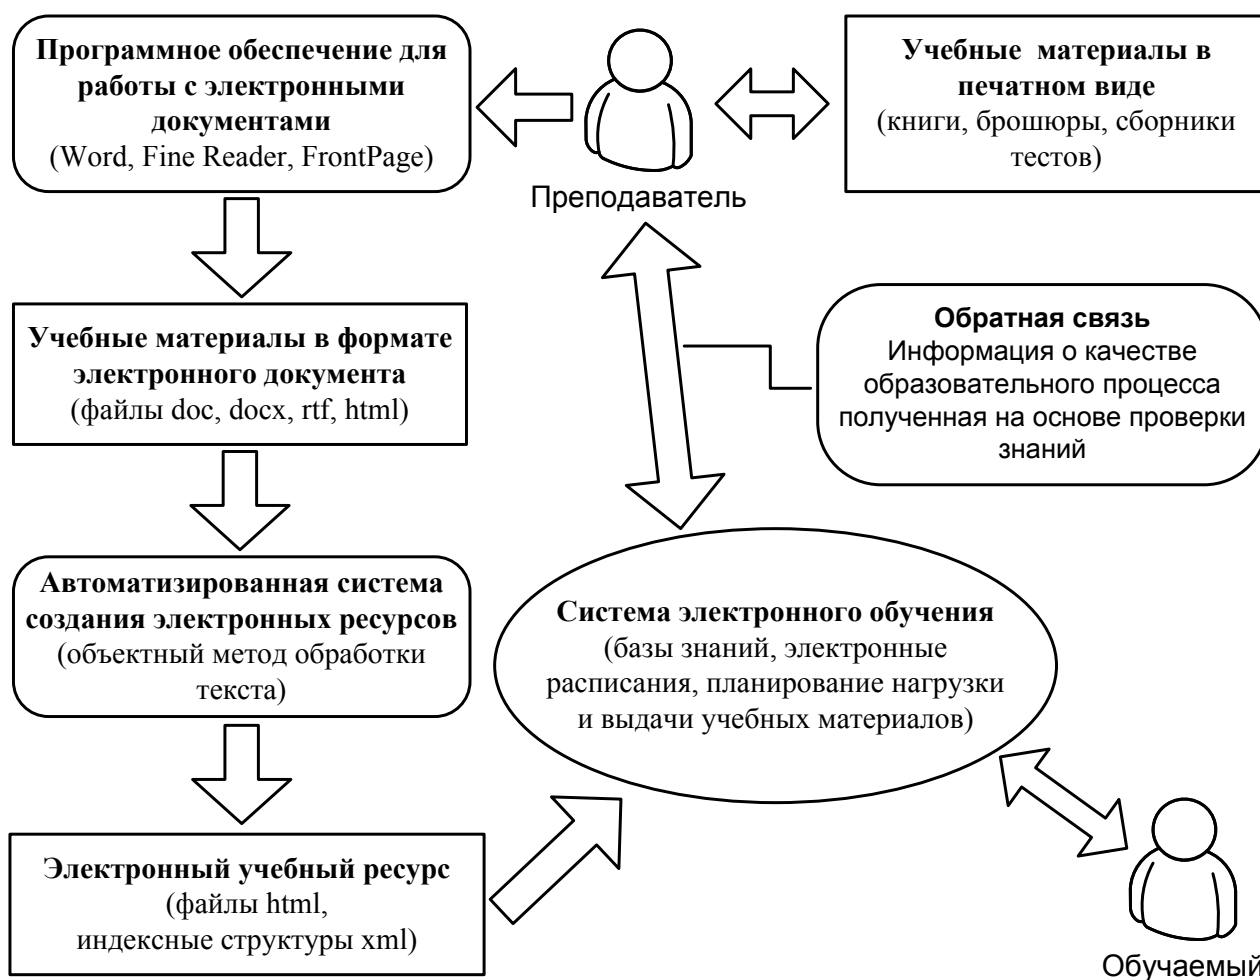 Программное обеспечение для
работы с электронными
документами
(Word, Fine Reader, FrontPage)
Преподаватель
Учебные материалы в
печатном виде
(книги, брошюры, сборники
тестов)
Учебные материалы в формате
электронного документа
(файлы doc, docx, rtf, html)
Обратная связь
Информация о качестве
образовательного процесса
полученная на основе проверки
знаний
Автоматизированная система
создания электронных ресурсов
(объектный метод обработки
текста)
Система электронного обучения
(базы знаний, электронные
расписания, планирование нагрузки
и выдачи учебных материалов)
Электронный учебный ресурс
(файлы html,
индексные структуры xml)
Обучаемый